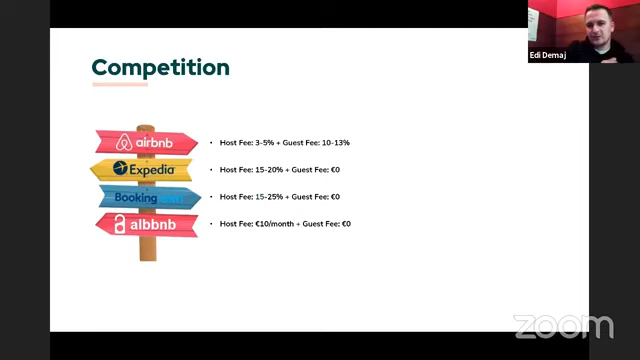 Edi Demaj
Competition
airbnb
• Host Fee: 3-5% + Guest Fee: 10-13%
Expedia
• Host Fee: 15-20% + Guest Fee: €0
Booking.com
• Host Fee: 15-25% + Guest Fee: €0
albbnb
• Host Fee: €10/month + Guest Fee: €0
zoom